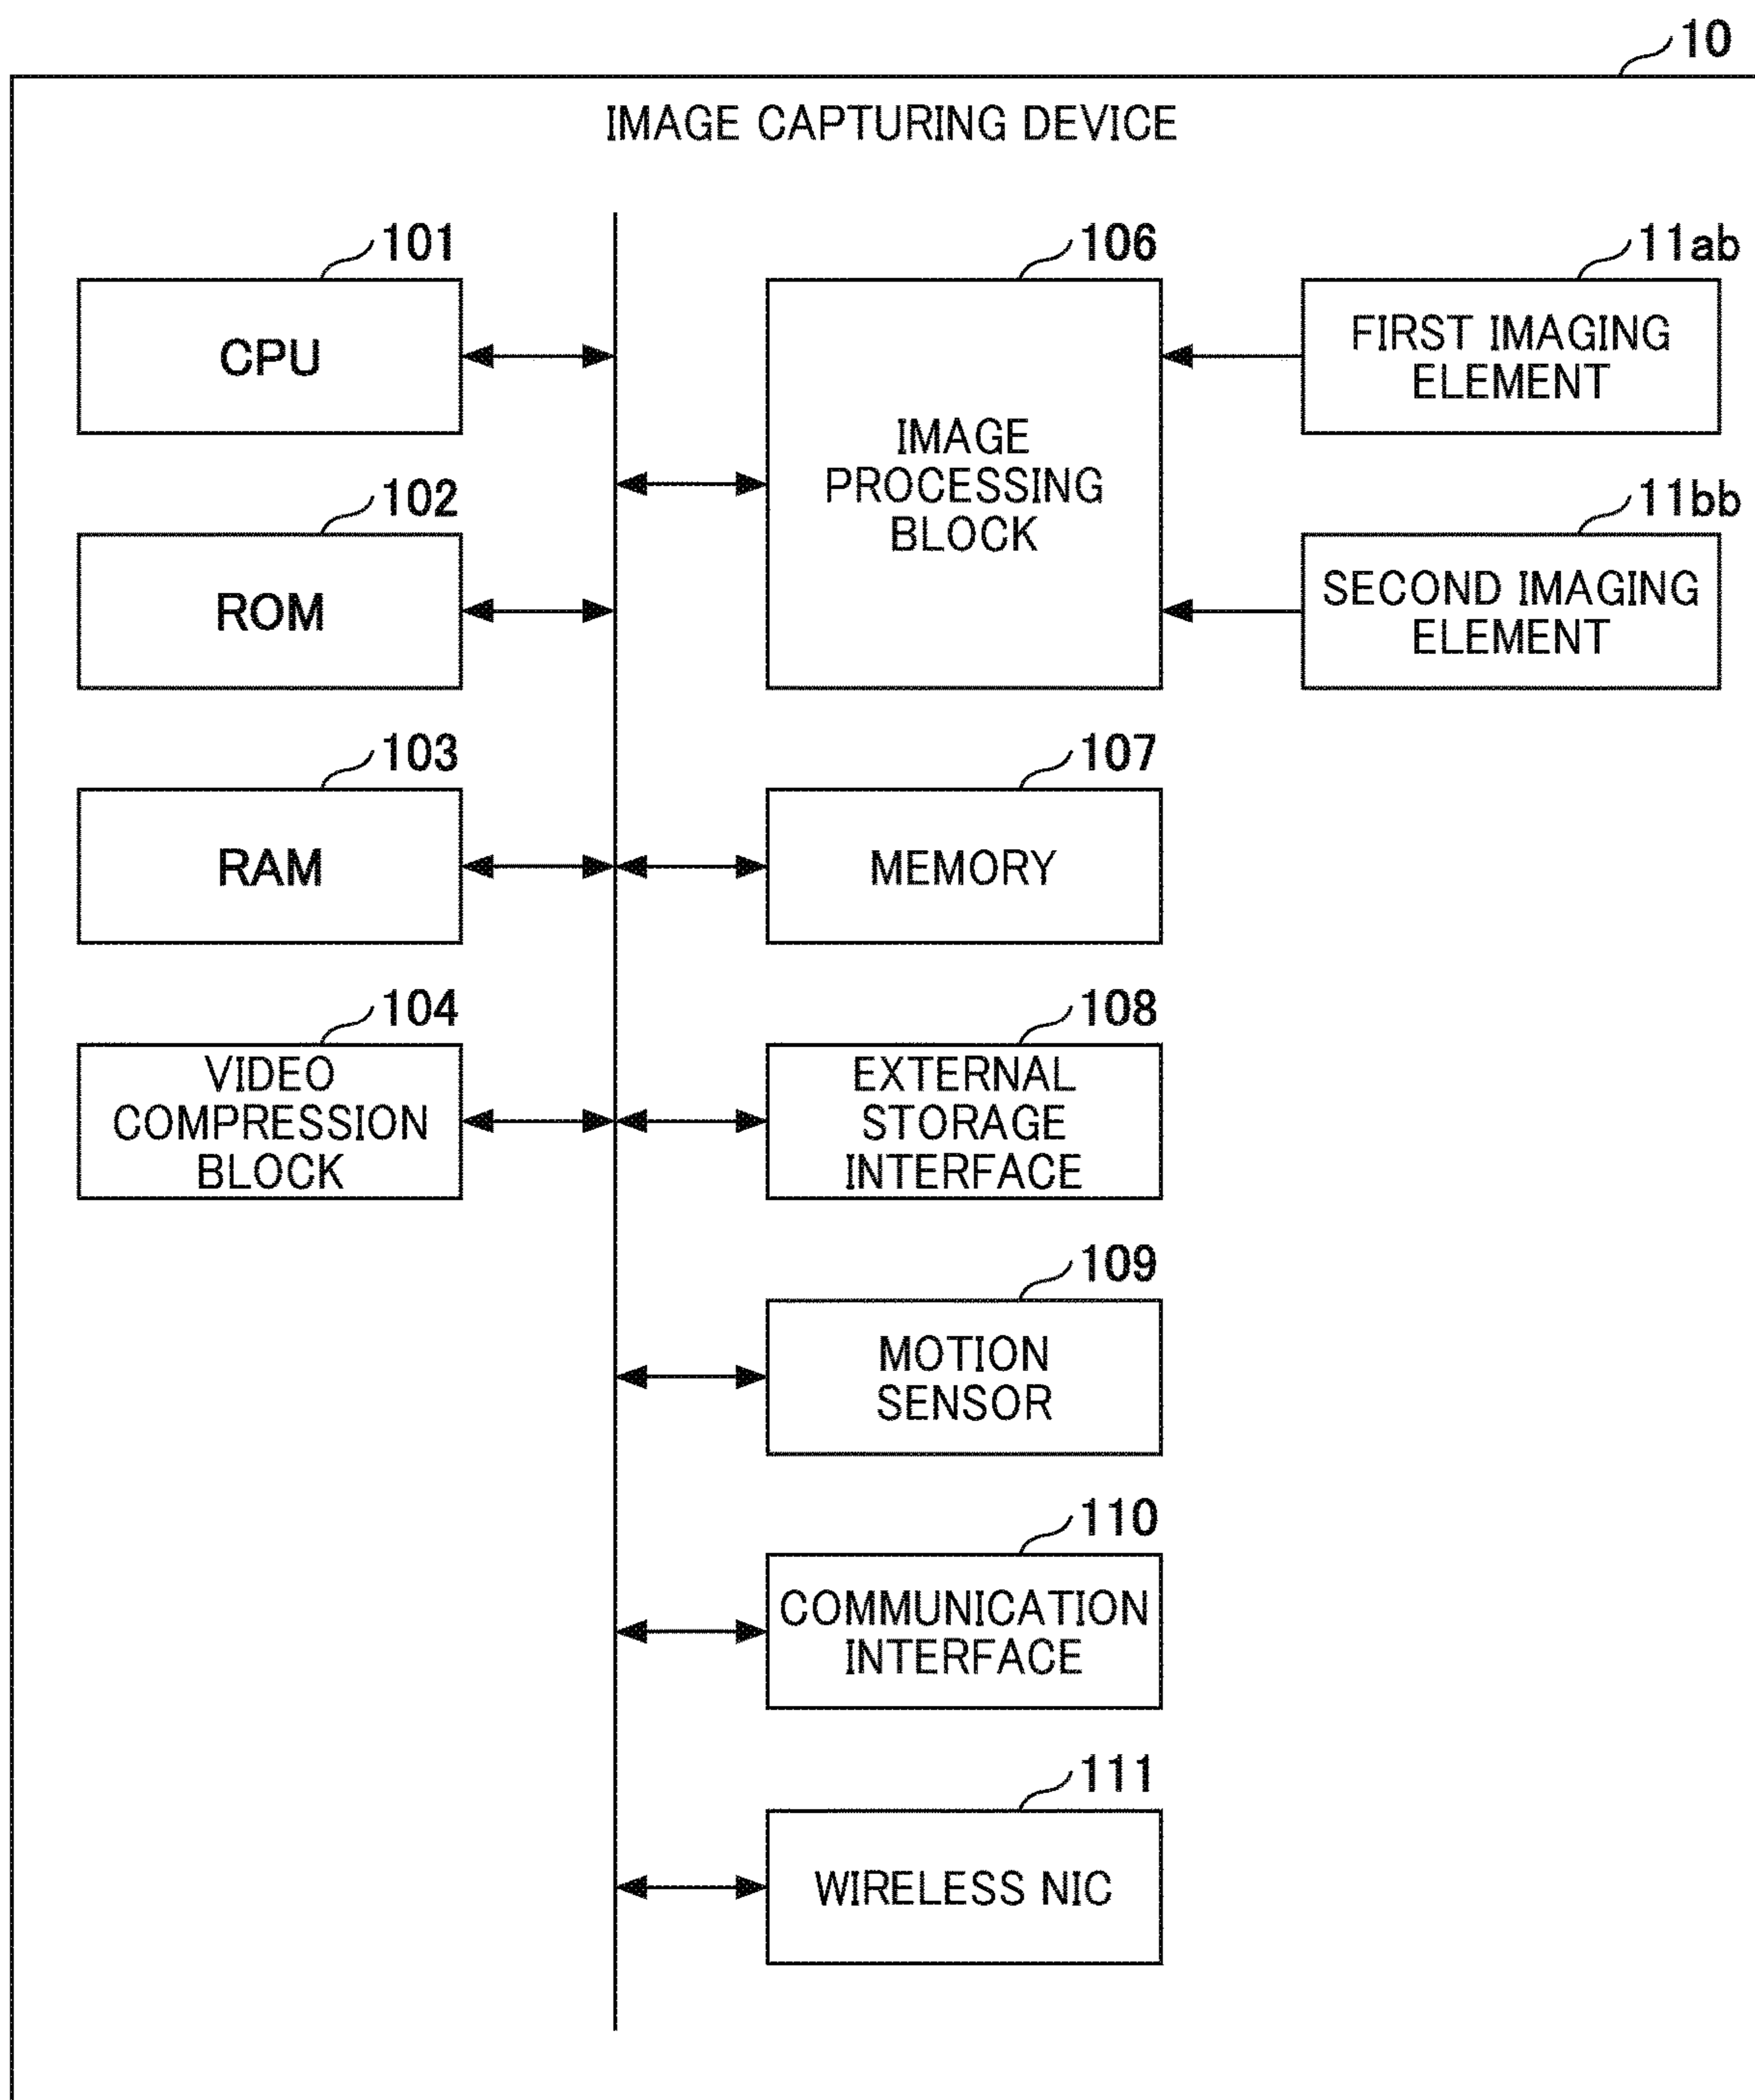 10
IMAGE CAPTURING DEVICE
101
CPU
102
ROM
103
RAM
104
VIDEO
COMPRESSION
BLOCK
106
IMAGE
PROCESSING
BLOCK
11ab
FIRST IMAGING
ELEMENT
11bb
SECOND IMAGING
ELEMENT
107
MEMORY
108
EXTERNAL
STORAGE
INTERFACE
109
MOTION
SENSOR
110
COMMUNICATION
INTERFACE
111
WIRELESS NIC